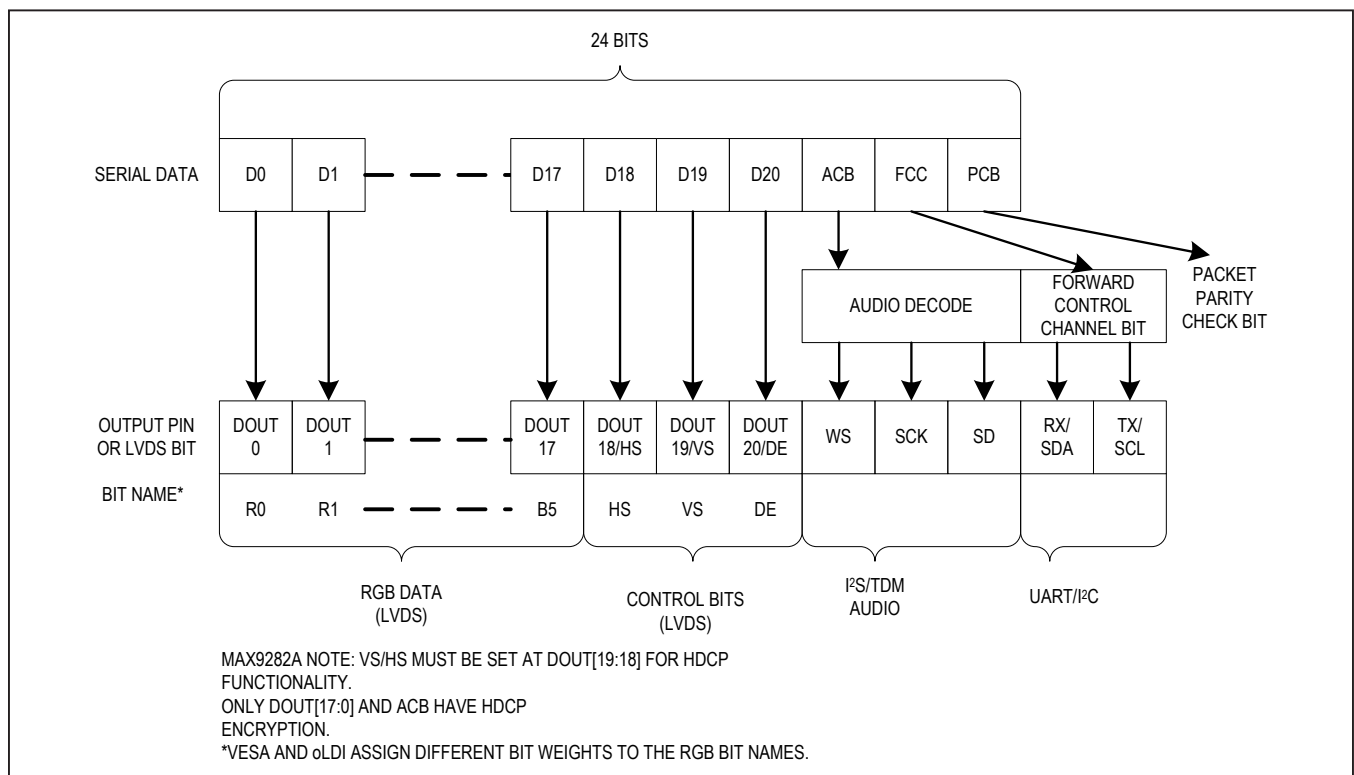 24 BITS
SERIAL DATA D0 D1 D17 D18 D19 D20 ACB FCC PCB
AUDIO DECODE
FORWARD
CONTROL
CHANNEL BIT
PACKET
PARITY
CHECK BIT
OUTPUT PIN
OR LVDS BIT
DOUT
0
DOUT
1
DOUT
17
DOUT
18/HS
DOUT
19/VS
DOUT
20/DE
WS
SCK
SD
RX/
SDA
TX/
SCL
BIT NAME*
R0 R1 B5 HS VS DE
RGB DATA
(LVDS)
CONTROL BITS
(LVDS)
I²S/TDM
AUDIO
UART/I²C
MAX9282A NOTE: VS/HS MUST BE SET AT DOUT[19:18] FOR HDCP
FUNCTIONALITY.
ONLY DOUT[17:0] AND ACB HAVE HDCP
ENCRYPTION.
*VESA AND oLDI ASSIGN DIFFERENT BIT WEIGHTS TO THE RGB BIT NAMES.